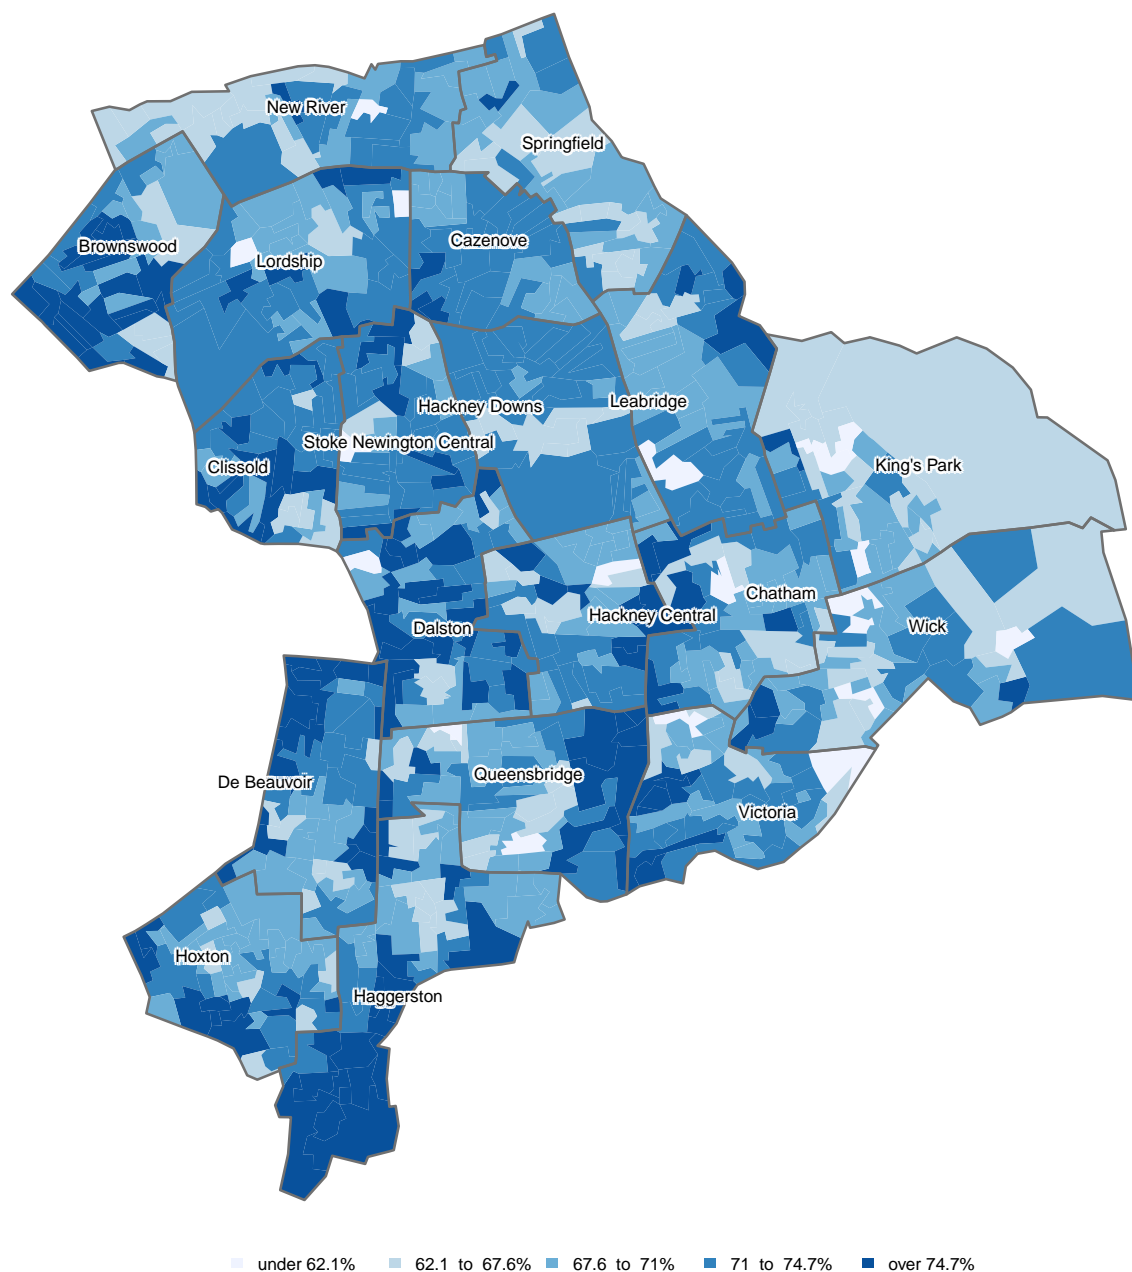 New River
Springfield
Cazenove
Brownswood
Lordship
Leabridge
Hackney Downs
Stoke Newington Central
King's Park
Clissold
Chatham
Hackney Central
Wick
Dalston
Queensbridge
De Beauvoir
Victoria
Hoxton
Haggerston
under 62.1% 62.1 to 67.6% 67.6 to 71% 71 to 74.7% over 74.7%